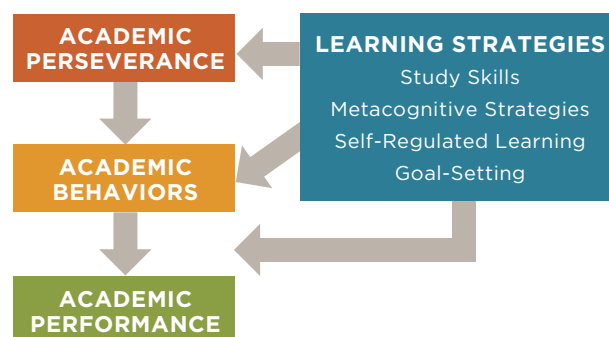 ACADEMIC
PERSEVERANCE
LEARNING STRATEGIES
Study Skills
Metacognitive Strategies
Self-Regulated Learning
Goal-Setting
ACADEMIC
BEHAVIORS
ACADEMIC
PERFORMANCE